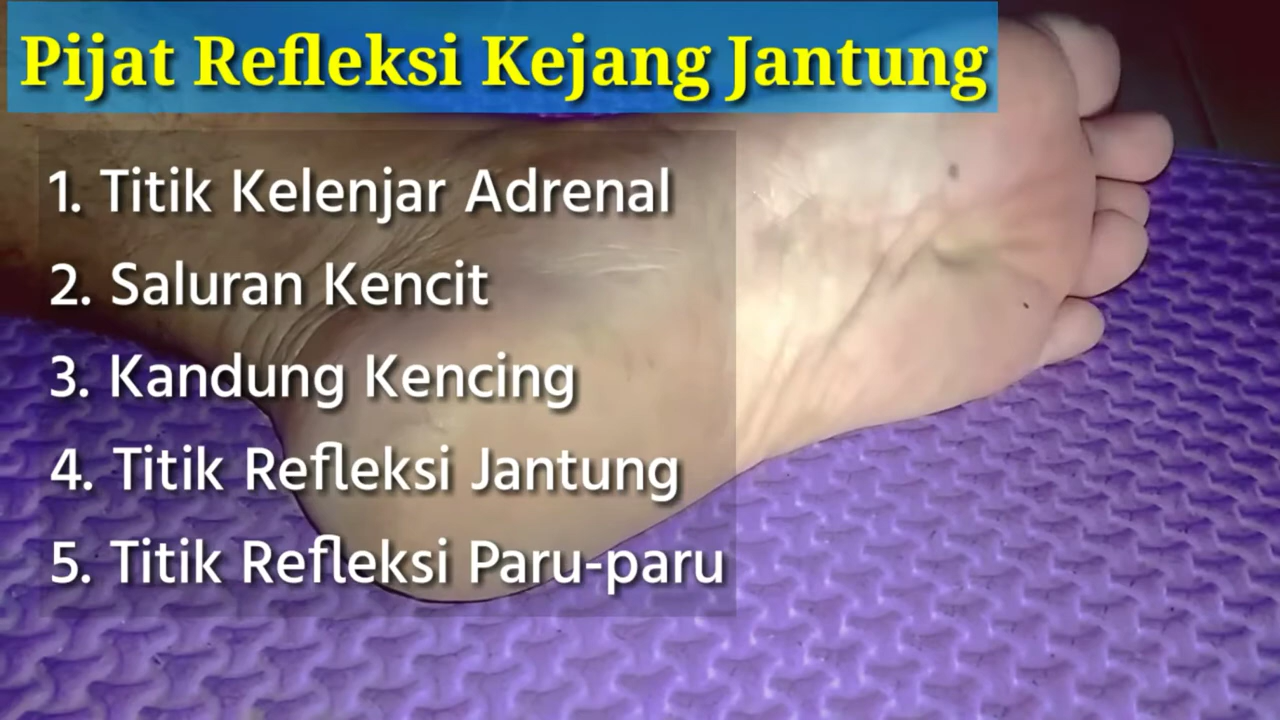 Pijat Refleksi Kejang Jantung
1. Titik Kelenjar Adrenal
2. Saluran Kencit
3. Kandung Kencing
4. Titik Refleksi Jantung
5. Titik Refleksi Paru-paru